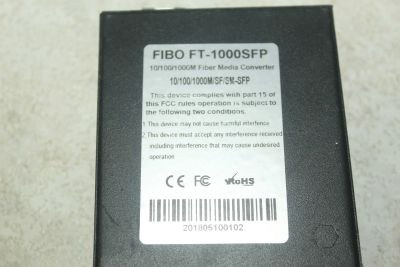 FIBO FT-1000SFP
10/100/1000M Fiber Media Converter
10/100/1000M/SF/SM-SFP
This device complies with part 15 of
this FCC rules operation is subject to
the following two conditions.
1 This device may not cause harmful interference
2 This device must accept any interference received
including interference that may cause undesired
operation
CE FC RoHS
201805100102